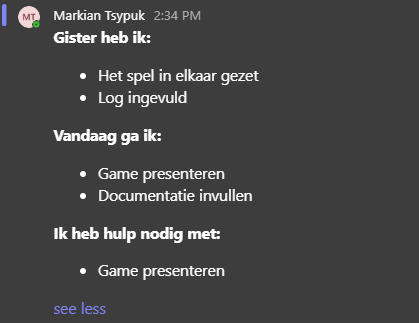 MT
Markian Tsypuk 2:34 PM
Gister heb ik:
• Het spel in elkaar gezet
• Log ingevuld
Vandaag ga ik:
• Game presenteren
• Documentatie invullen
Ik heb hulp nodig met:
• Game presenteren
see less